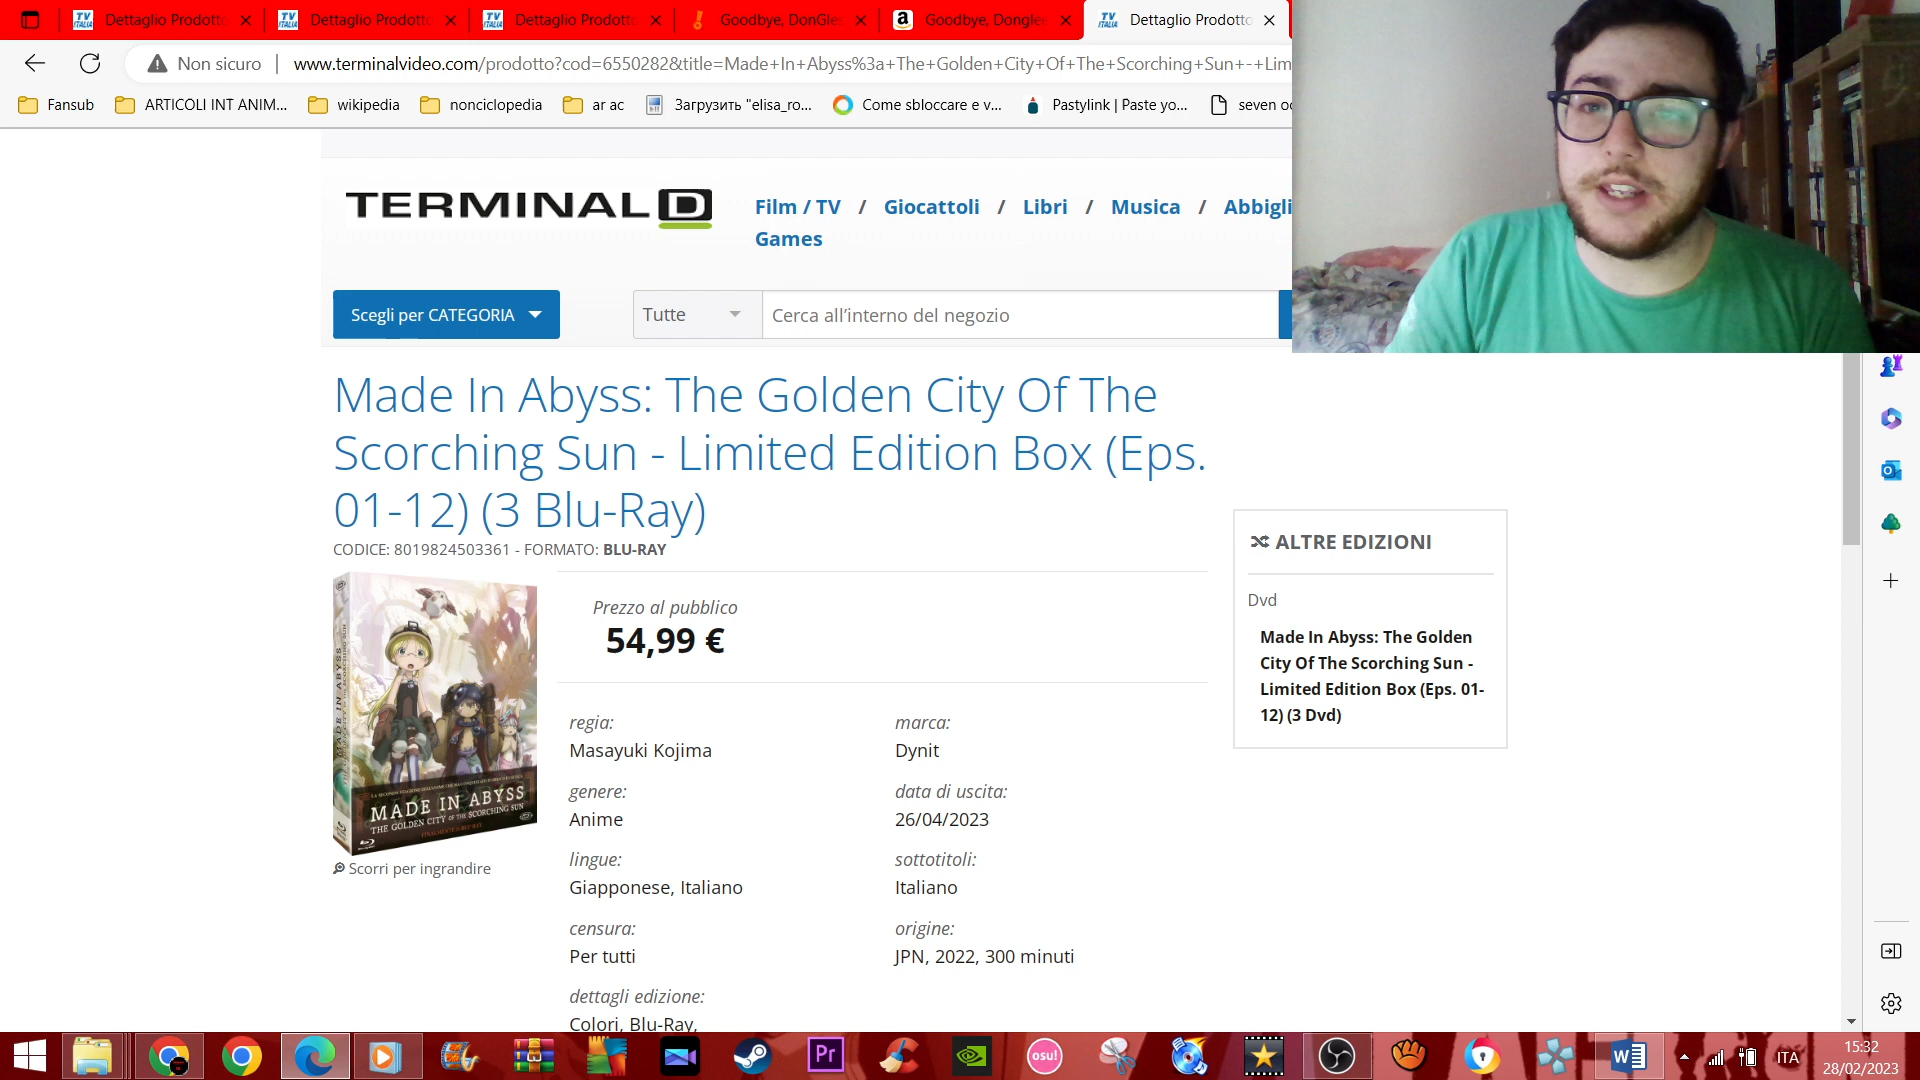 Dettaglio Prodotto
Dettaglio Prodotto
Dettaglio Prodotto
Goodbye, DonGlee
Goodbye, Donglee
Dettaglio Prodotto
Non sicuro
www.terminalvideo.com/prodotto?cod=6550282&title=Made+In+Abyss%3a+The+Golden+City+Of+The+Scorching+Sun+-+Lim
Fansub
ARTICOLI INT ANIM...
wikipedia
nonciclopedia
ar ac
Загрузить "elisa_ro...
Come sbloccare e v...
Pastylink | Paste yo...
seven oc
TERMINAL D
Film / TV / Giocattoli / Libri / Musica / Abbigli
Games
Scegli per CATEGORIA
Tutte
Cerca all'interno del negozio
Made In Abyss: The Golden City Of The
Scorching Sun - Limited Edition Box (Eps.
01-12) (3 Blu-Ray)
CODICE: 8019824503361 - FORMATO: BLU-RAY
MADE IN ABYSS
THE GOLDEN CITY OF THE SCORCHING SUN
Scorri per ingrandire
Prezzo al pubblico
54,99 €
regia:
Masayuki Kojima
marca:
Dynit
genere:
Anime
data di uscita:
26/04/2023
lingue:
Giapponese, Italiano
sottotitoli:
Italiano
censura:
Per tutti
origine:
JPN, 2022, 300 minuti
dettagli edizione:
Colori, Blu-Ray,
ALTRE EDIZIONI
Dvd
Made In Abyss: The Golden
City Of The Scorching Sun -
Limited Edition Box (Eps. 01-
12) (3 Dvd)
Pr
osu!
ITA
15:32
28/02/2023